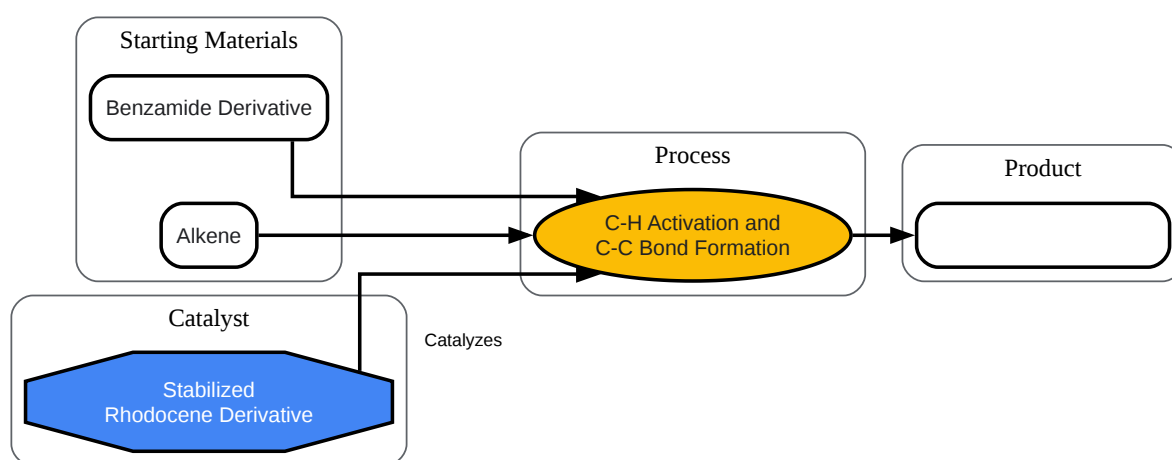 Starting Materials
Benzamide Derivative
Alkene
Process
C-H Activation and
C-C Bond Formation
Product
Catalyst
Stabilized
Rhodocene Derivative
Catalyzes